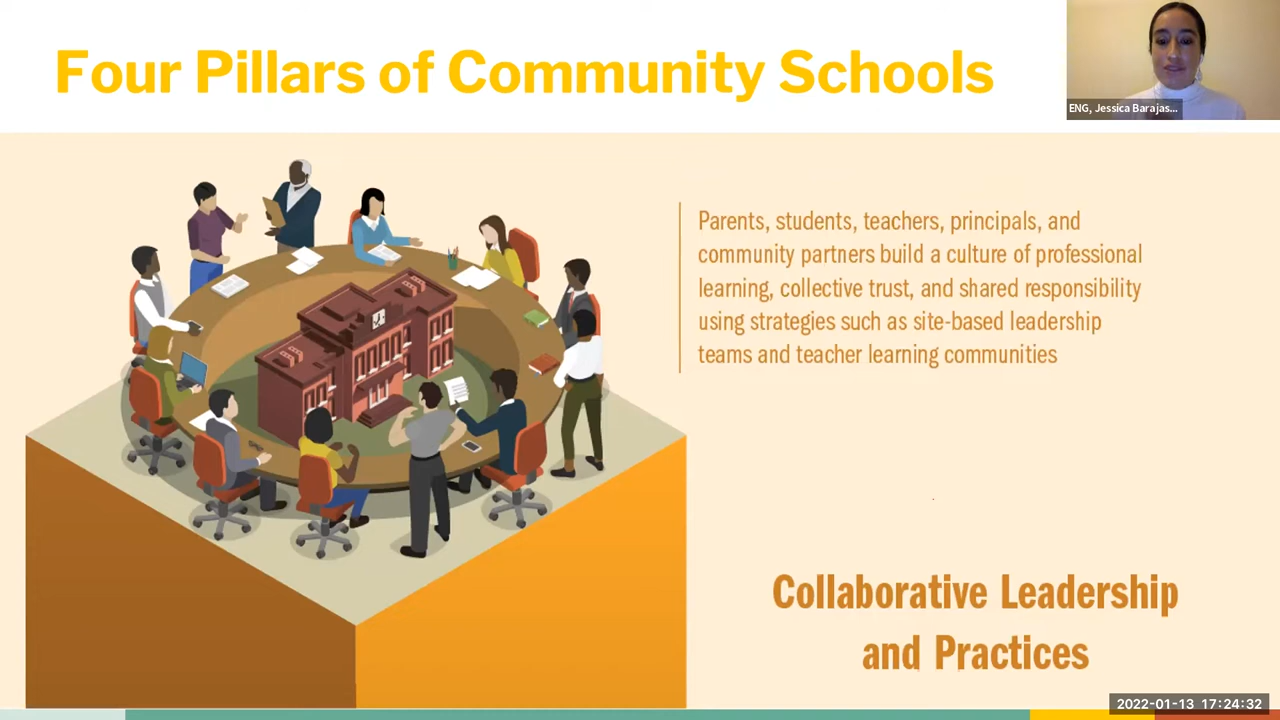 Four Pillars of Community Schools
ENG, Jessica Barajas...
Parents, students, teachers, principals, and
community partners build a culture of professional
learning, collective trust, and shared responsibility
using strategies such as site-based leadership
teams and teacher learning communities
Collaborative Leadership
and Practices
2022-01-13 17:24:32